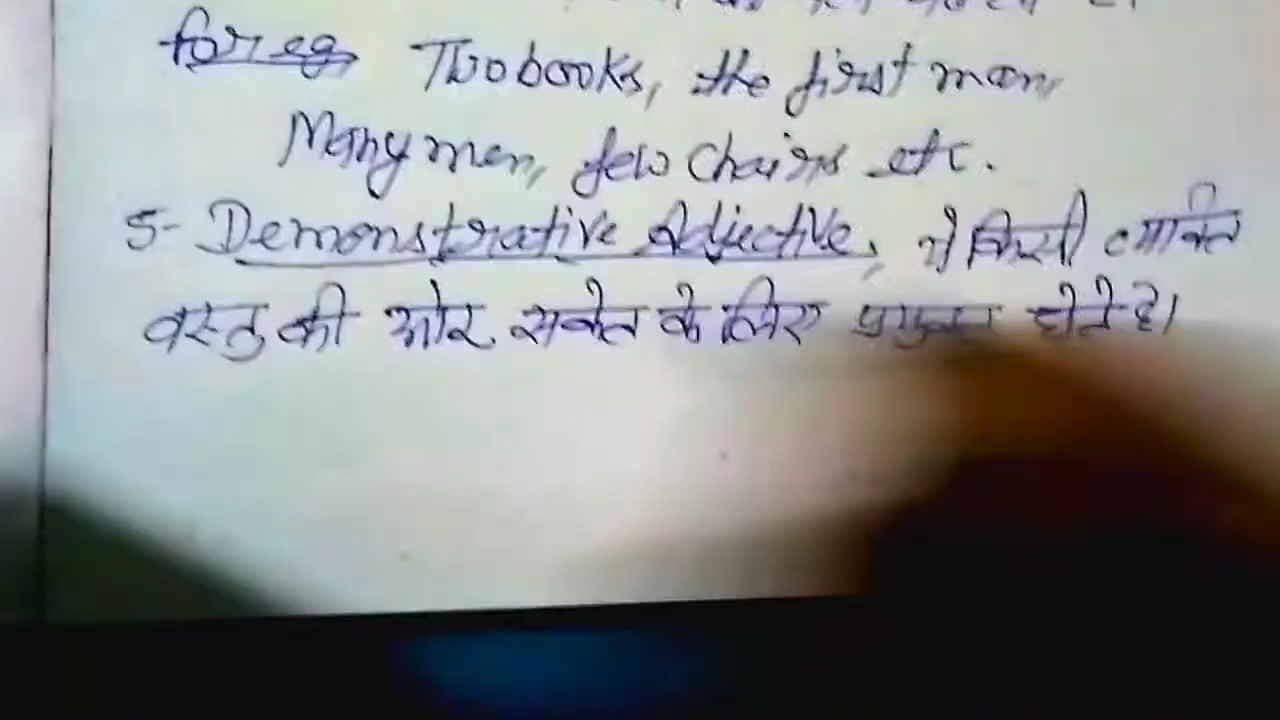 for eg, Two books, the first man,
Many men, few chairs etc.
5- Demonstrative Adjective, ये किसी व्यक्ति
वस्तु की ओर संकेत के लिए प्रयुक्त होते है।